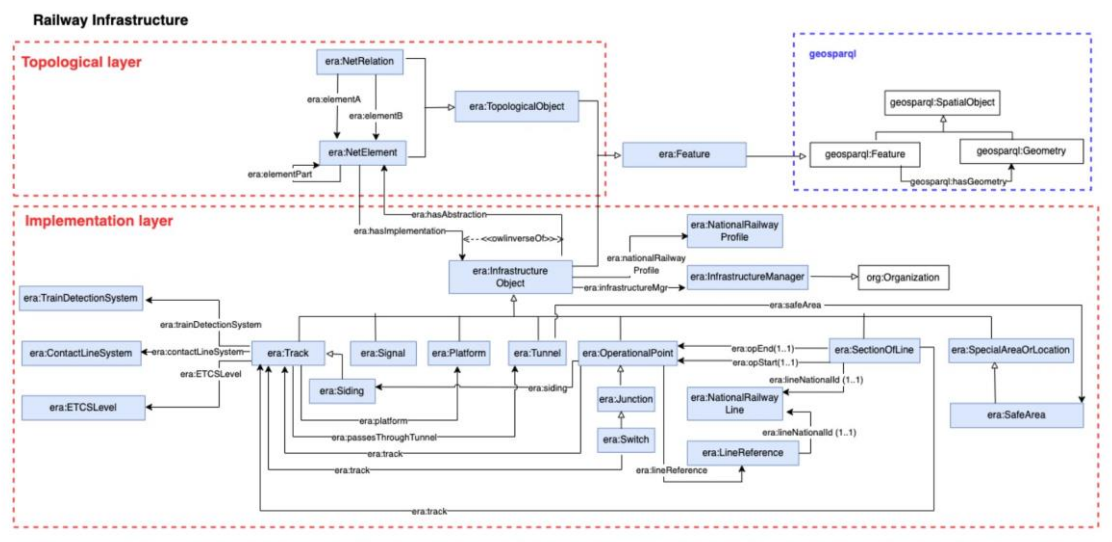 Railway Infrastructure
Topological layer
era:NetRelation
era:elementA
era:elementB
era:TopologicalObject
era:NetElement
era:elementPart
era:Feature
geosparql
geosparql:SpatialObject
geosparql:Feature
geosparql:Geometry
geosparql:hasGeometry
Implementation layer
era:hasAbstraction
era:hasImplementation
<<owlinverseOf>>
era:Infrastructure
Object
era:NationalRailway
Profile
era:nationalRailway
Profile
era:InfrastructureManager
org:Organization
era:infrastructureMgr
era:safeArea
era:TrainDetectionSystem
era:trainDetectionSystem
era:ContactLineSystem
era:contactLineSystem
era:ETCSLevel
era:ETCSLevel
era:Track
era:Signal
era:Platform
era:Tunnel
era:OperationalPoint
era:opEnd(1..1)
era:opStart(1..1)
era:SectionOfLine
era:SpecialAreaOrLocation
era:Siding
era:siding
era:Junction
era:lineNationalId (1..1)
era:NationalRailway
Line
era:SafeArea
era:platform
era:passesThroughTunnel
era:Switch
era:lineNationalId (1..1)
era:track
era:LineReference
era:track
era:lineReference
era:track